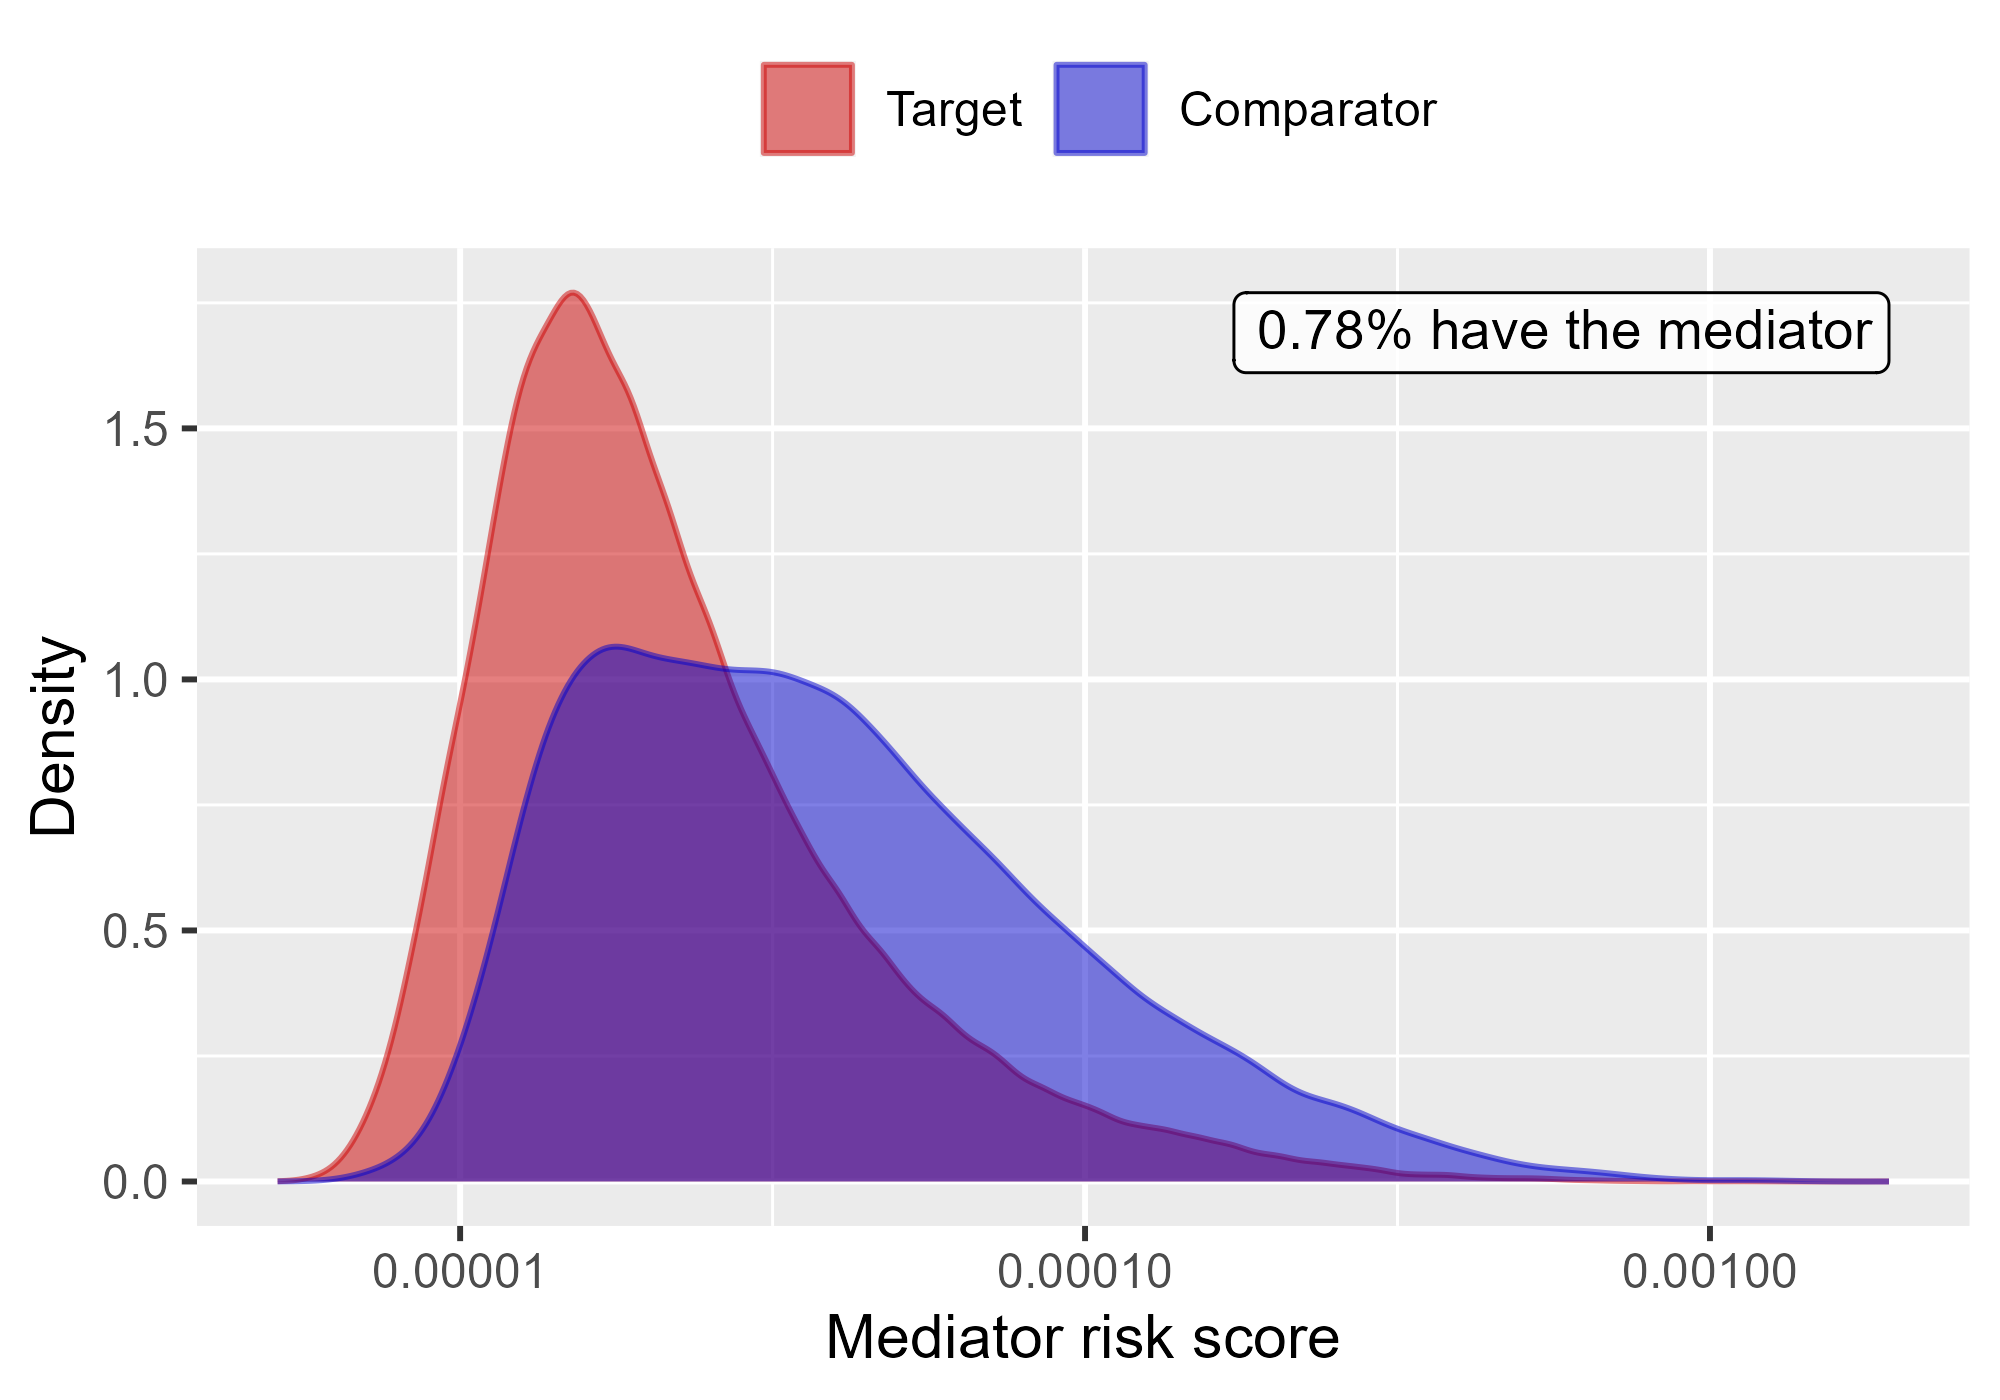 Target Comparator
0.78% have the mediator
1.5
1.0
0.5
0.0
Density
0.00001 0.00010 0.00100
Mediator risk score